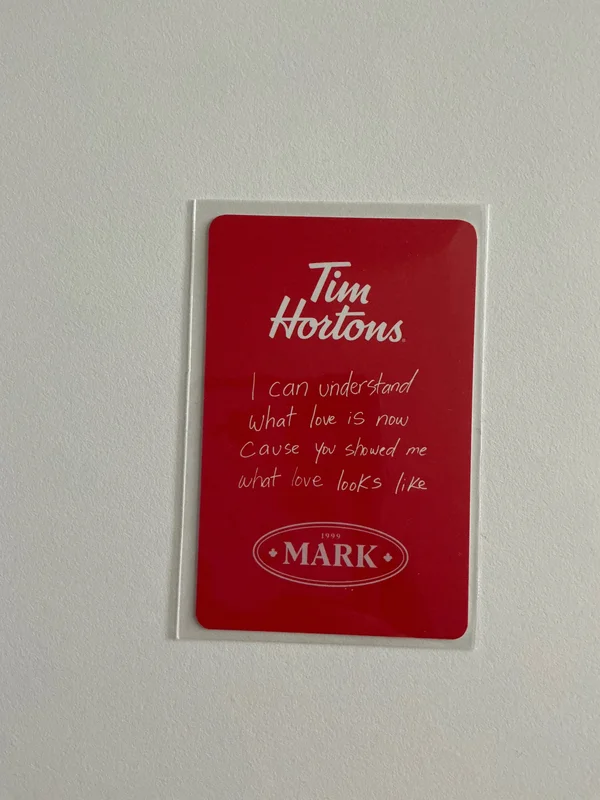 Tim
Hortons
I can understand
what love is now
Cause you showed me
what love looks like
1999
MARK